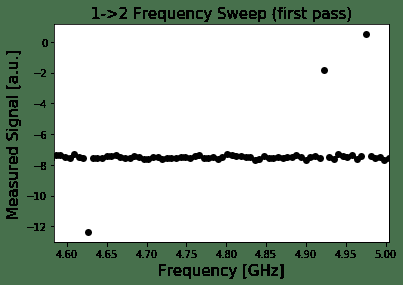 1->2 Frequency Sweep (first pass)
Measured Signal [a.u.]
0
−2
−4
−6
−8
−10
−12
4.60 4.65 4.70 4.75 4.80 4.85 4.90 4.95 5.00
Frequency [GHz]